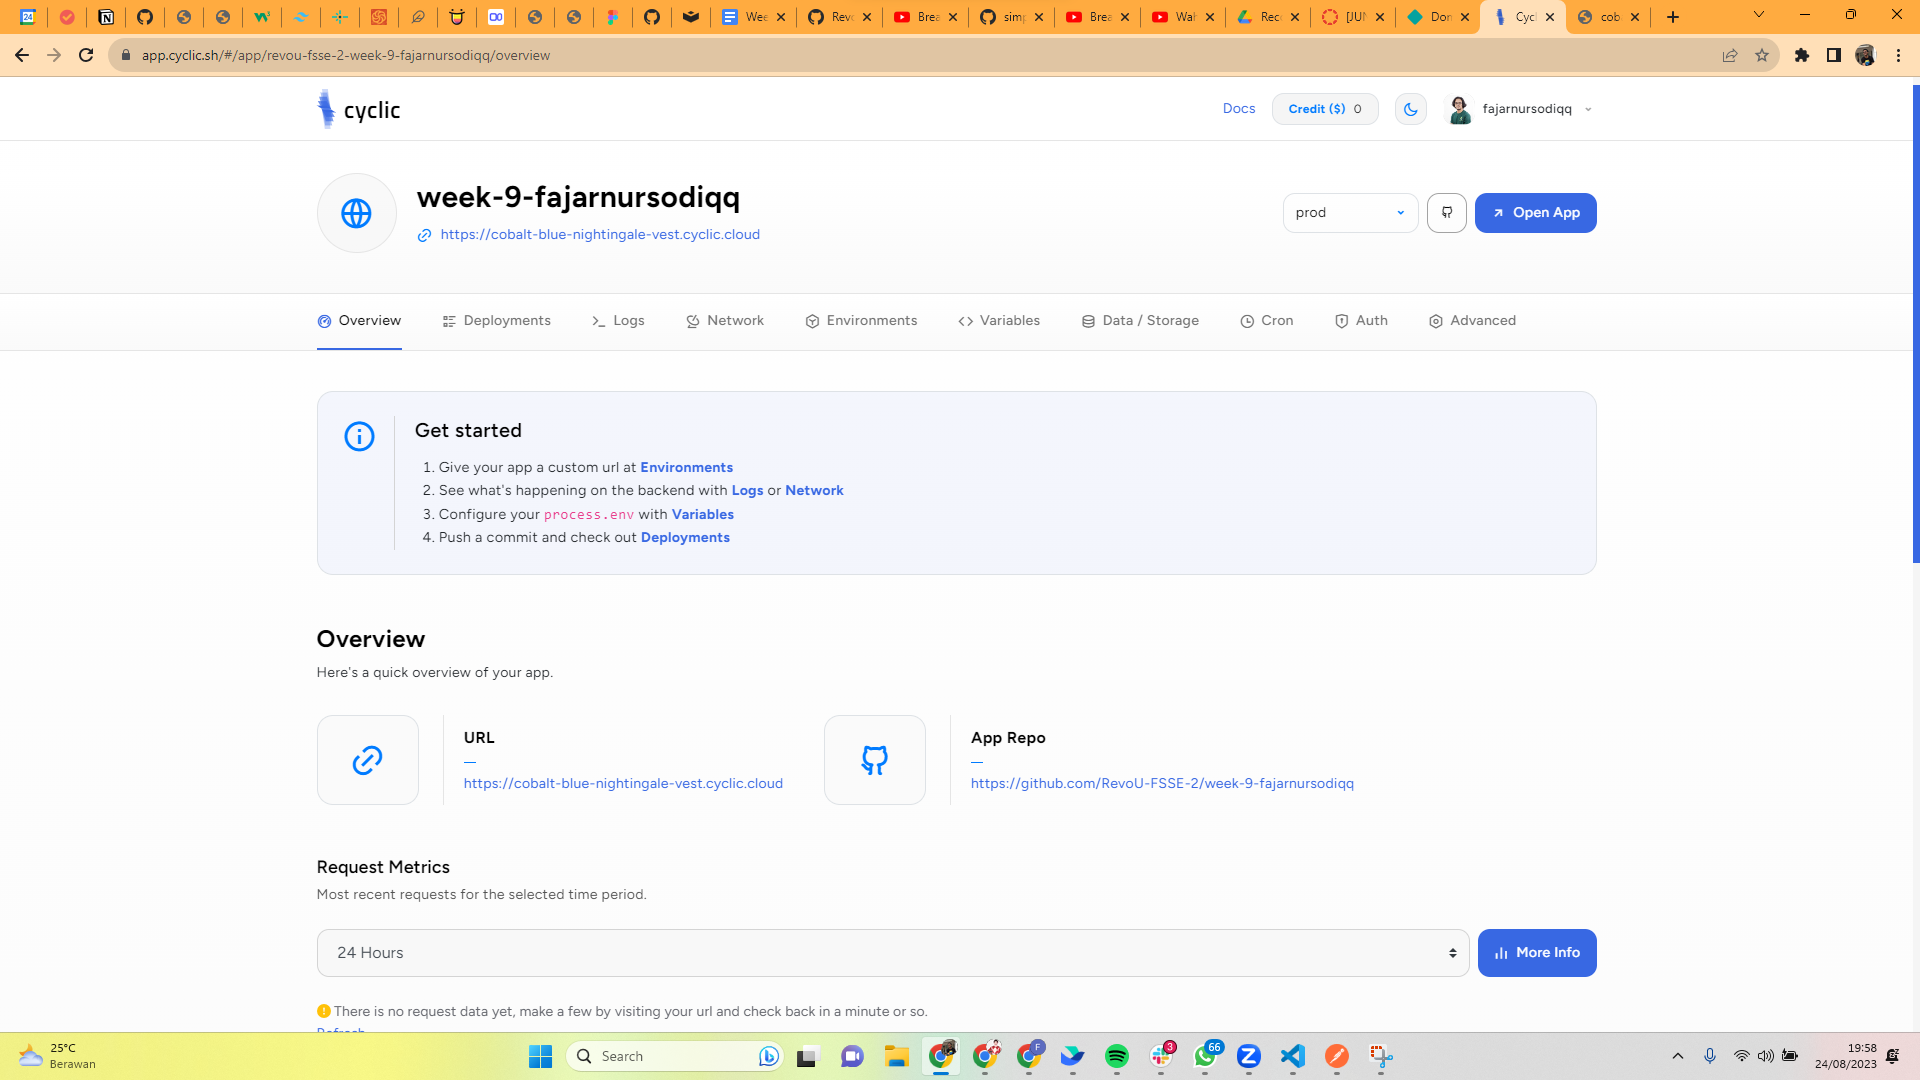 Wee
Revo
Brea
simp
Brea
Wah
Rec
[JUN
Don
Cycl
cob
app.cyclic.sh/#/app/revou-fsse-2-week-9-fajarnursodiqq/overview
cyclic
Docs
Credit ($) 0
fajarnursodiqq
week-9-fajarnursodiqq
https://cobalt-blue-nightingale-vest.cyclic.cloud
prod
Open App
Overview
Deployments
Logs
Network
Environments
Variables
Data / Storage
Cron
Auth
Advanced
Get started
1. Give your app a custom url at Environments
2. See what's happening on the backend with Logs or Network
3. Configure your process.env with Variables
4. Push a commit and check out Deployments
Overview
Here's a quick overview of your app.
URL
https://cobalt-blue-nightingale-vest.cyclic.cloud
App Repo
https://github.com/RevoU-FSSE-2/week-9-fajarnursodiqq
Request Metrics
Most recent requests for the selected time period.
24 Hours
More Info
There is no request data yet, make a few by visiting your url and check back in a minute or so.
Refresh
25°C
Berawan
Search
F
3
66
19:58
24/08/2023